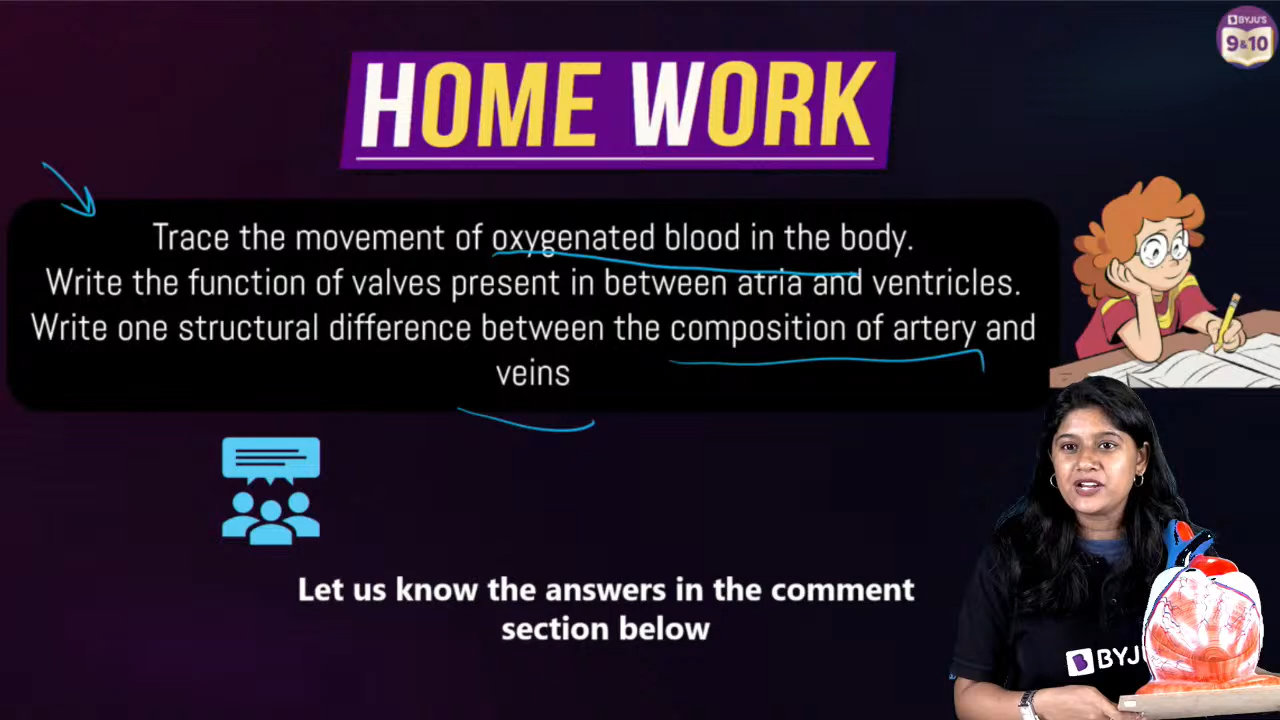 BYJU'S
9&10
HOME WORK
Trace the movement of oxygenated blood in the body.
Write the function of valves present in between atria and ventricles.
Write one structural difference between the composition of artery and
veins
Let us know the answers in the comment
section below
BYJU